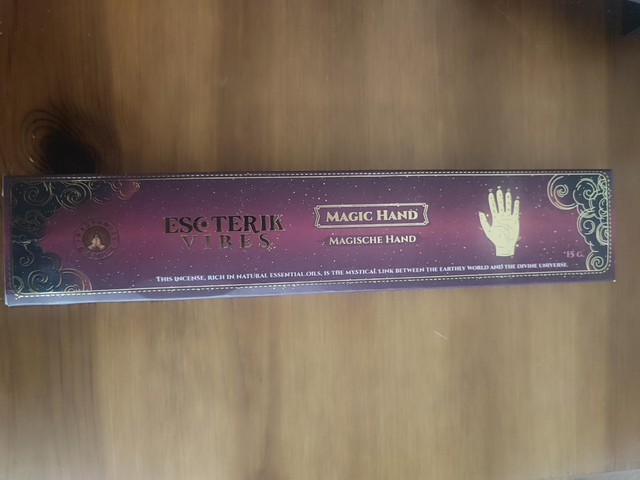 ESOTERIK
VIBES
MAGIC HAND
MAGISCHE HAND
15 G.
THIS INCENSE, RICH IN NATURAL ESSENTIAL OILS, IS THE MYSTICAL LINK BETWEEN THE EARTHLY WORLD AND THE DIVINE UNIVERSE.